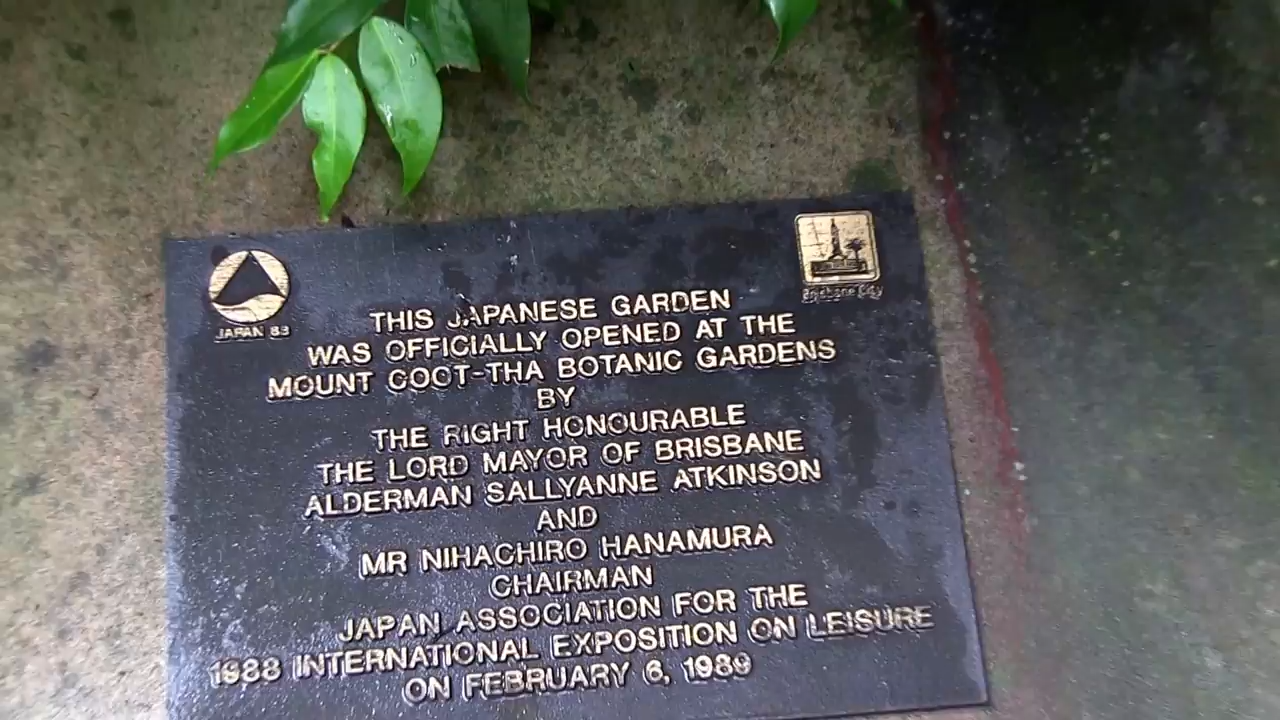 JAPAN 88
Brisbane City
THIS JAPANESE GARDEN
WAS OFFICIALLY OPENED AT THE
MOUNT COOT-THA BOTANIC GARDENS
BY
THE RIGHT HONOURABLE
THE LORD MAYOR OF BRISBANE
ALDERMAN SALLYANNE ATKINSON
AND
MR NIHACHIRO HANAMURA
CHAIRMAN
JAPAN ASSOCIATION FOR THE
1988 INTERNATIONAL EXPOSITION ON LEISURE
ON FEBRUARY 6, 1989